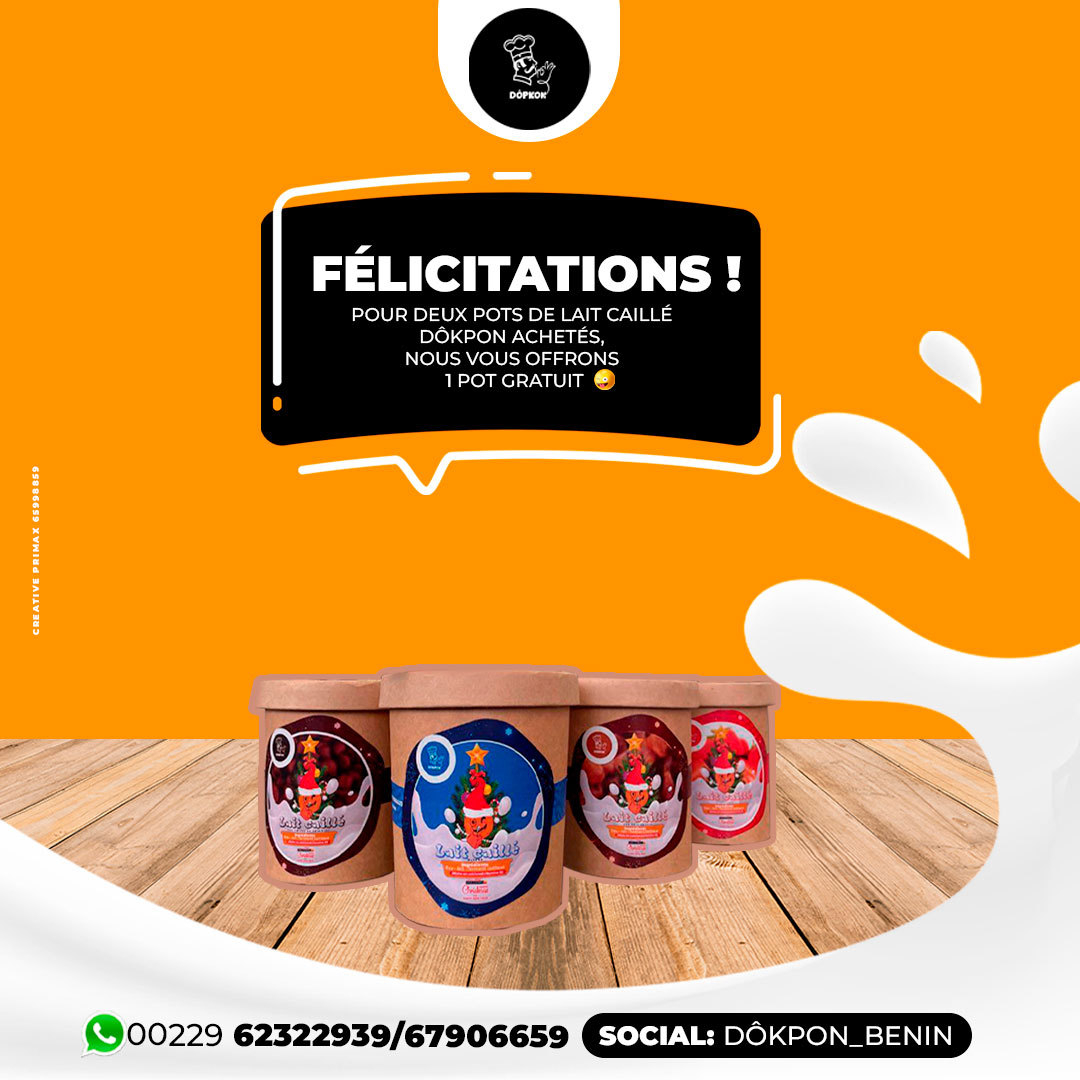 DÔPKON
FÉLICITATIONS !
POUR DEUX POTS DE LAIT CAILLÉ
DÔKPON ACHETÉS,
NOUS VOUS OFFRONS
1 POT GRATUIT 😜
CREATIVE PRIMAX 65998859
Lait caillé
Lait caillé
Lait caillé
Lait caillé
Christmas
00229 62322939/67906659
SOCIAL: DÔKPON_BENIN